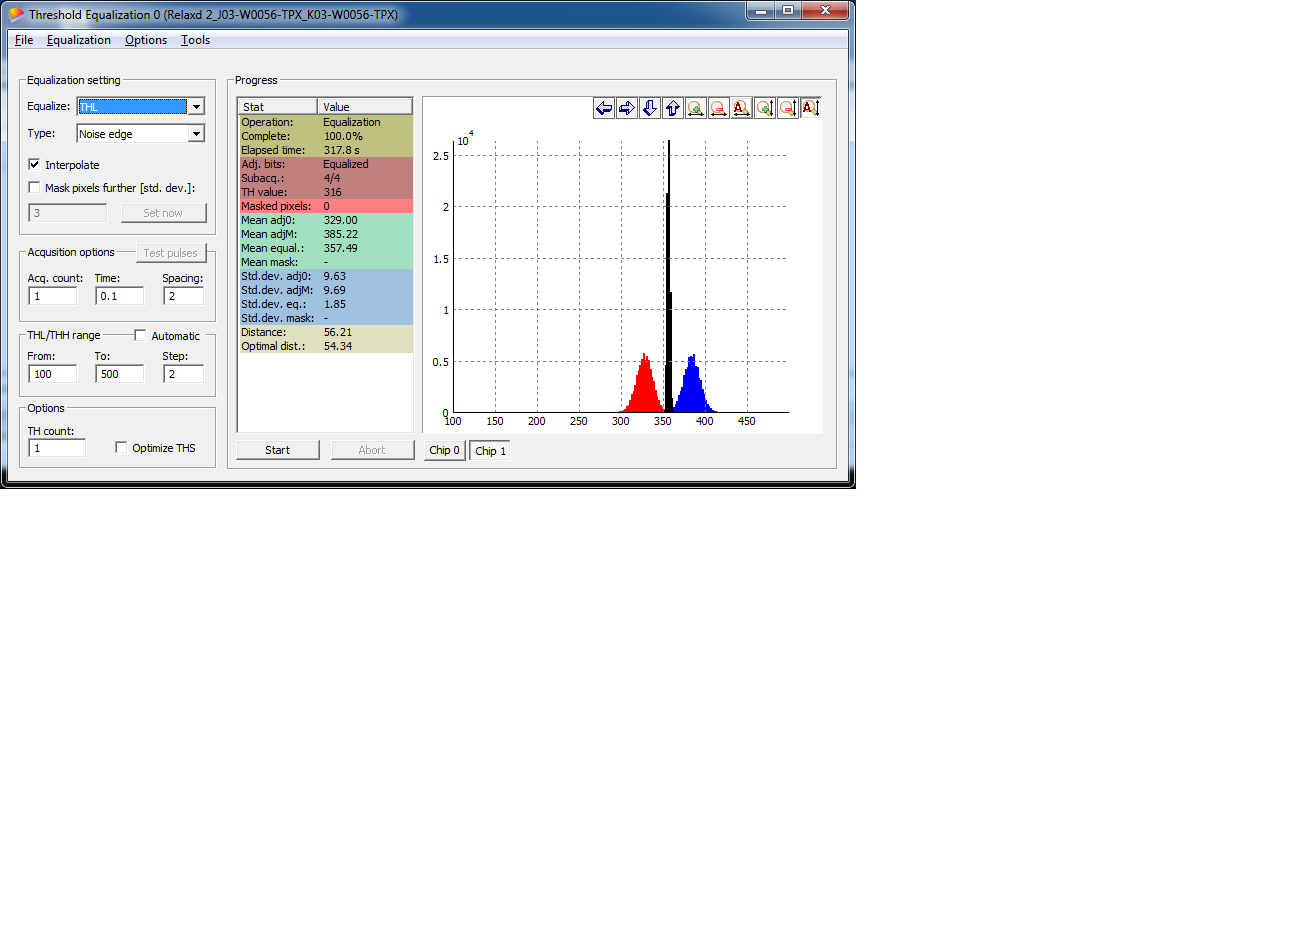 Threshold Equalization 0 (Relaxd 2_J03-W0056-TPX_K03-W0056-TPX)
File Equalization Options Tools
Equalization setting
Equalize: THL
Type: Noise edge
Interpolate
Mask pixels further [std. dev.]:
3 Set now
Acqusition options Test pulses
Acq. count: Time: Spacing:
1 0.1 2
THL/THH range Automatic
From: To: Step:
100 500 2
Options
TH count:
1 Optimize THS
Progress
Stat Value
Operation: Equalization
Complete: 100.0%
Elapsed time: 317.8 s
Adj. bits: Equalized
Subacq.: 4/4
TH value: 316
Masked pixels: 0
Mean adj0: 329.00
Mean adjM: 385.22
Mean equal.: 357.49
Mean mask: -
Std.dev. adj0: 9.63
Std.dev. adjM: 9.69
Std.dev. eq.: 1.85
Std.dev. mask: -
Distance: 56.21
Optimal dist.: 54.34
Start Abort
A A
10^4
2.5
2
1.5
1
0.5
0
100 150 200 250 300 350 400 450
Chip 0 Chip 1